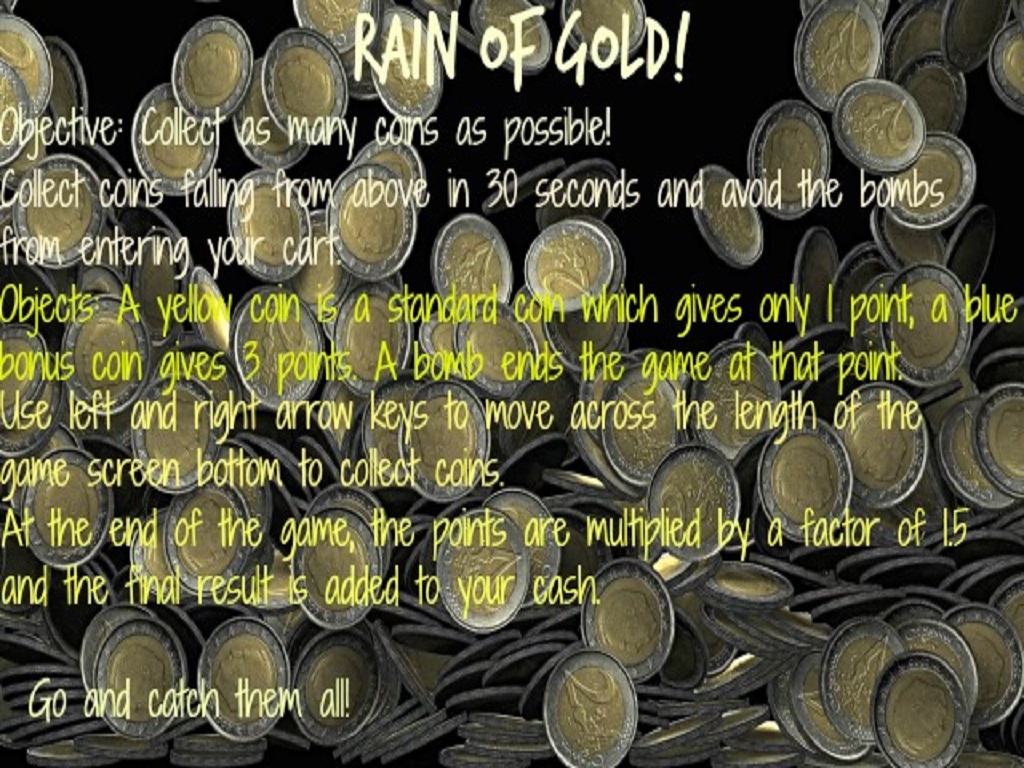 RAIN OF GOLD!
Objective: Collect as many coins as possible!
Collect coins falling from above in 30 seconds and avoid the bombs
from entering your cart.
Objects: A yellow coin is a standard coin which gives only 1 point, a blue
bonus coin gives 3 points. A bomb ends the game at that point.
Use left and right arrow keys to move across the length of the
game screen bottom to collect coins.
At the end of the game, the points are multiplied by a factor of 1.5
and the final result is added to your cash.
Go and catch them all!